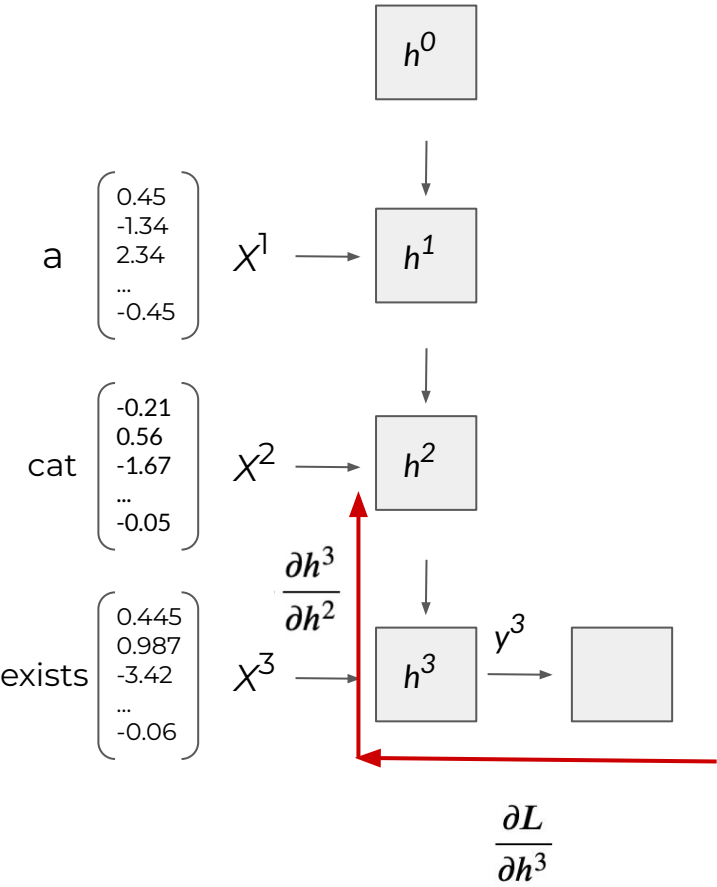 h⁰
a
0.45
-1.34
2.34
...
-0.45
X¹
h¹
cat
-0.21
0.56
-1.67
...
-0.05
X²
h²
∂h³
∂h²
exists
0.445
0.987
-3.42
...
-0.06
X³
h³
y³
∂L
∂h³